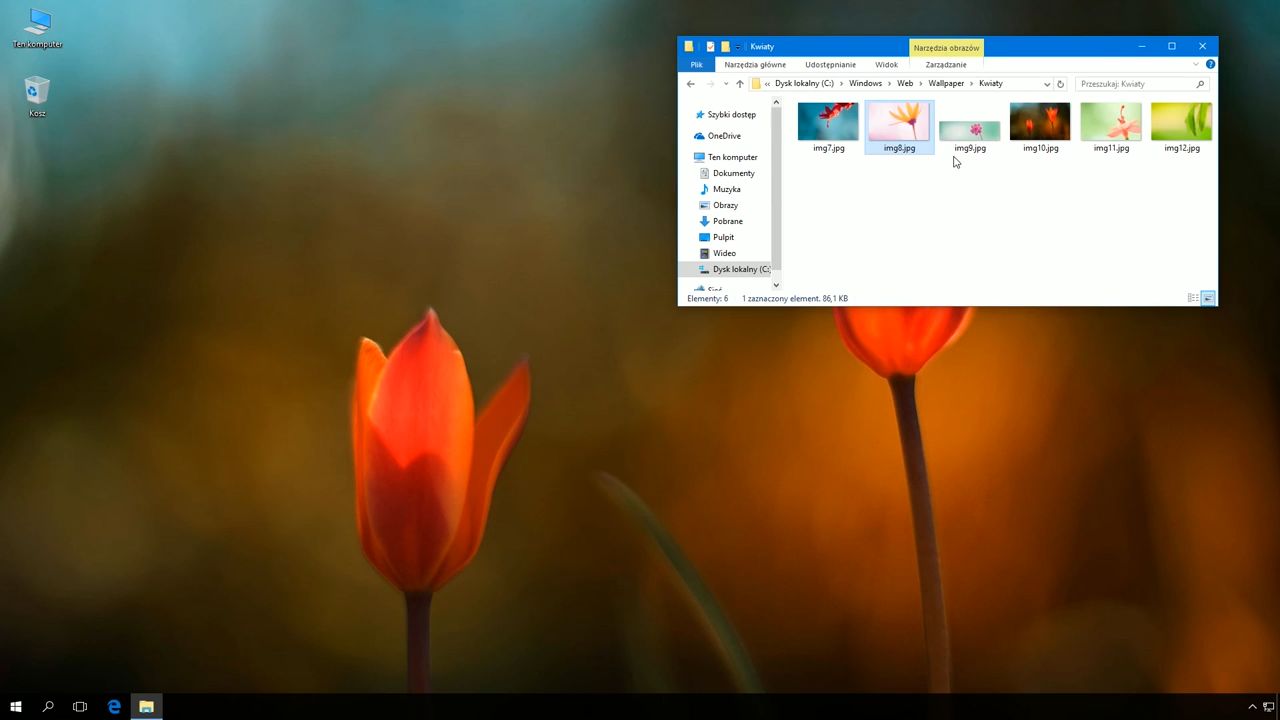 Ten komputer
Kosz
Kwiaty
Narzędzia obrazów
Plik
Narzędzia główne
Udostępnianie
Widok
Zarządzanie
« Dysk lokalny (C:) › Windows › Web › Wallpaper › Kwiaty
Przeszukaj: Kwiaty
Szybki dostęp
OneDrive
Ten komputer
Dokumenty
Muzyka
Obrazy
Pobrane
Pulpit
Wideo
Dysk lokalny (C:
Sieć
img7.jpg
img8.jpg
img9.jpg
img10.jpg
img11.jpg
img12.jpg
Elementy: 6
1 zaznaczony element. 86,1 KB